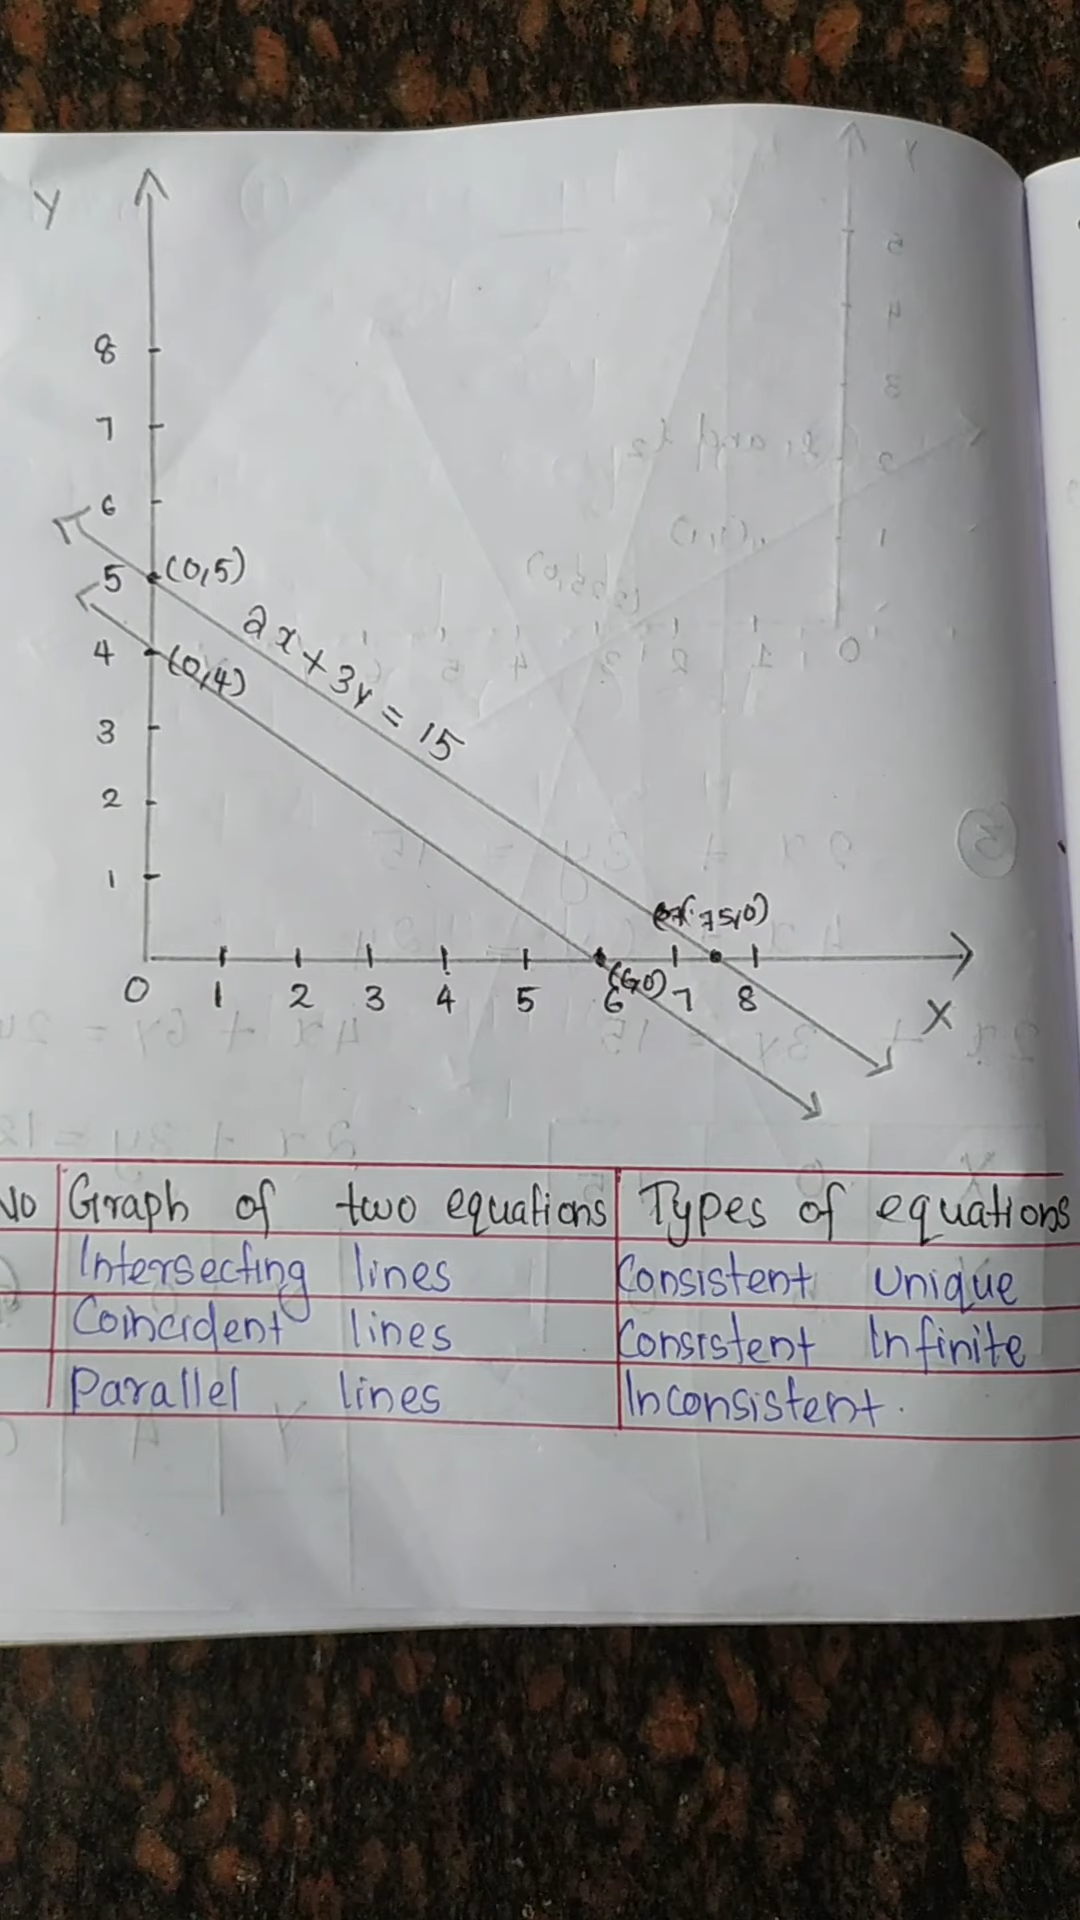 Y
8
7
6
5 (0,5)
2x + 3y = 15
4 (0,4)
3
2
1
75,0)
0 1 2 3 4 5 6 (6,0) 7 8 X
No Graph of two equations Types of equations
Intersecting lines Consistent Unique
Coincident lines Consistent Infinite
Parallel lines Inconsistent.